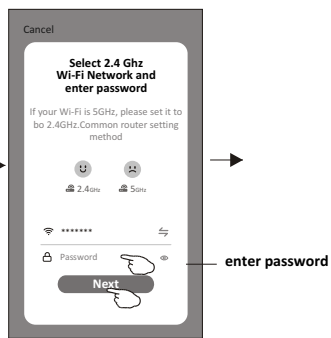 Cancel
Select 2.4 Ghz
Wi-Fi Network and
enter password
If your Wi-Fi is 5GHz, please set it to
bo 2.4GHz.Common router setting
method
2.4GHz 5GHz
*******
Password
enter password
Next